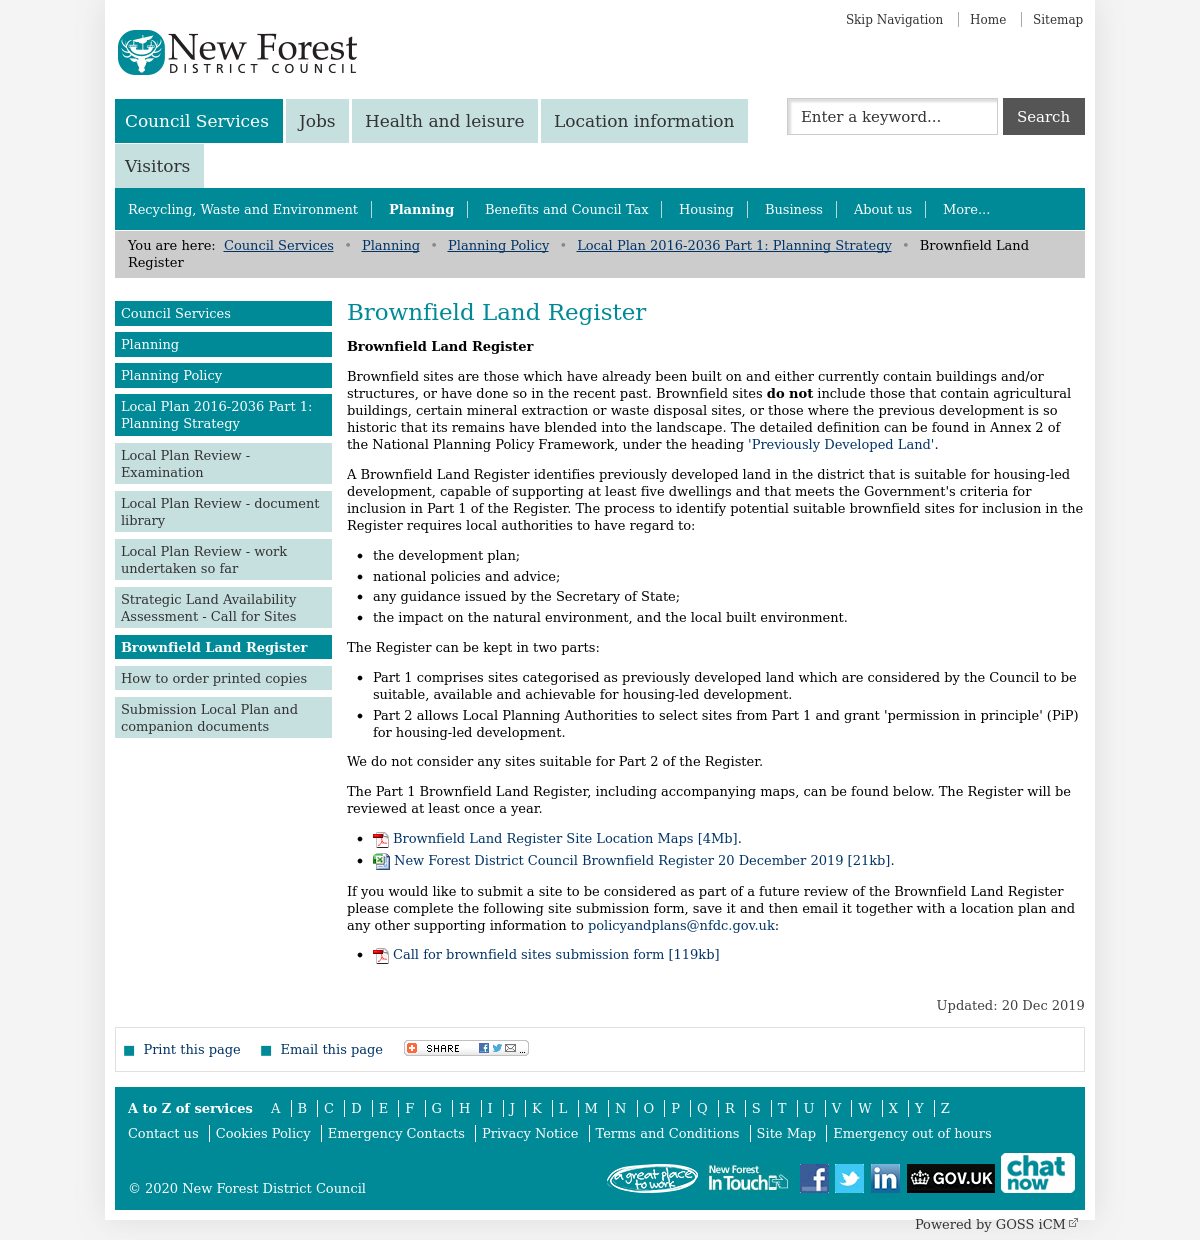 Skip Navigation
Home
Sitemap
New Forest
DISTRICT COUNCIL
Council Services
Jobs
Health and leisure
Location information
Enter a keyword...
Search
Visitors
Recycling, Waste and Environment
Planning
Benefits and Council Tax
Housing
Business
About us
More...
You are here: Council Services • Planning • Planning Policy • Local Plan 2016-2036 Part 1: Planning Strategy • Brownfield Land
Register
Council Services
Planning
Planning Policy
Local Plan 2016-2036 Part 1:
Planning Strategy
Local Plan Review -
Examination
Local Plan Review - document
library
Local Plan Review - work
undertaken so far
Strategic Land Availability
Assessment - Call for Sites
Brownfield Land Register
How to order printed copies
Submission Local Plan and
companion documents
Brownfield Land Register
Brownfield Land Register
Brownfield sites are those which have already been built on and either currently contain buildings and/or
structures, or have done so in the recent past. Brownfield sites do not include those that contain agricultural
buildings, certain mineral extraction or waste disposal sites, or those where the previous development is so
historic that its remains have blended into the landscape. The detailed definition can be found in Annex 2 of
the National Planning Policy Framework, under the heading 'Previously Developed Land'.
A Brownfield Land Register identifies previously developed land in the district that is suitable for housing-led
development, capable of supporting at least five dwellings and that meets the Government's criteria for
inclusion in Part 1 of the Register. The process to identify potential suitable brownfield sites for inclusion in the
Register requires local authorities to have regard to:
• the development plan;
• national policies and advice;
• any guidance issued by the Secretary of State;
• the impact on the natural environment, and the local built environment.
The Register can be kept in two parts:
• Part 1 comprises sites categorised as previously developed land which are considered by the Council to be
suitable, available and achievable for housing-led development.
• Part 2 allows Local Planning Authorities to select sites from Part 1 and grant 'permission in principle' (PiP)
for housing-led development.
We do not consider any sites suitable for Part 2 of the Register.
The Part 1 Brownfield Land Register, including accompanying maps, can be found below. The Register will be
reviewed at least once a year.
• Brownfield Land Register Site Location Maps [4Mb].
• New Forest District Council Brownfield Register 20 December 2019 [21kb].
If you would like to submit a site to be considered as part of a future review of the Brownfield Land Register
please complete the following site submission form, save it and then email it together with a location plan and
any other supporting information to policyandplans@nfdc.gov.uk:
• Call for brownfield sites submission form [119kb]
Updated: 20 Dec 2019
Print this page
Email this page
SHARE ...
A to Z of services A B C D E F G H I J K L M N O P Q R S T U V W X Y Z
Contact us
Cookies Policy
Emergency Contacts
Privacy Notice
Terms and Conditions
Site Map
Emergency out of hours
© 2020 New Forest District Council
a great place
to work
New Forest
In Touch
f
in
GOV.UK
chat
now
Powered by GOSS iCM